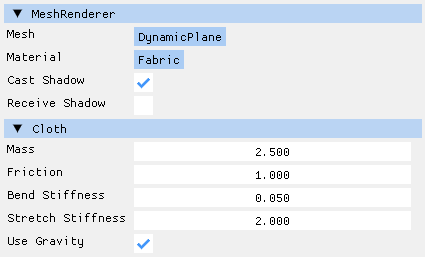 ▼ MeshRenderer
Mesh DynamicPlane
Material Fabric
Cast Shadow
Receive Shadow
▼ Cloth
Mass 2.500
Friction 1.000
Bend Stiffness 0.050
Stretch Stiffness 2.000
Use Gravity